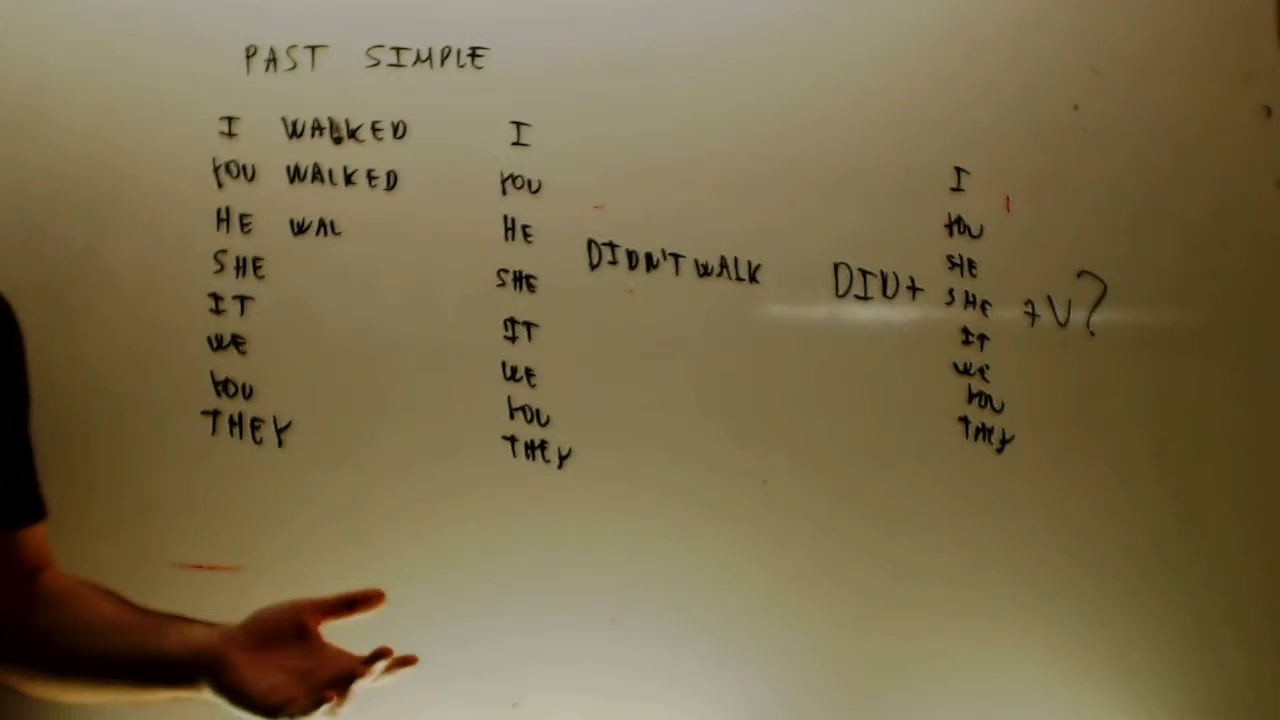 PAST SIMPLE
I WALKED
YOU WALKED
HE WAL
SHE
IT
WE
YOU
THEY
I
YOU
HE
SHE
IT
WE
YOU
THEY
DIDN'T WALK
DID+
I
YOU
SHE
SHE
IT
WE
YOU
THEY
+V?